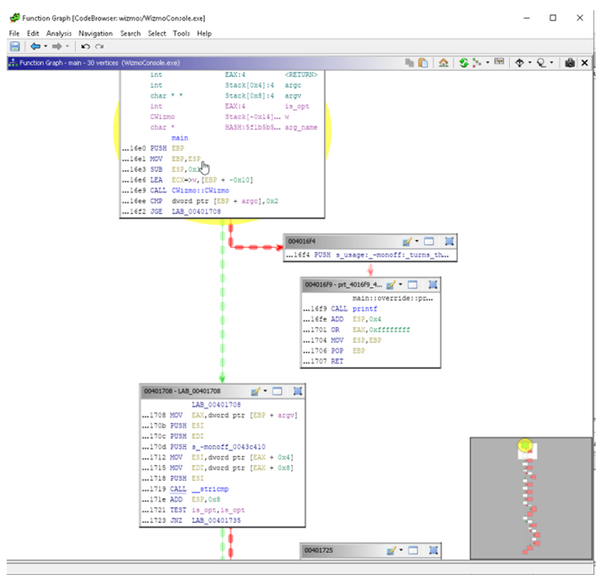 Function Graph [CodeBrowser: wizmo:/WizmoConsole.exe]
File Edit Analysis Navigation Search Select Tools Help
Function Graph - main - 30 vertices (WizmoConsole.exe)
int EAX:4 <RETURN>
int Stack[0x4]:4 argc
char * * Stack[0x8]:4 argv
int EAX:4 is_opt
CWizmo Stack[-0x14]... w
char * HASH:5f1b5b5... arg_name
main
...16e0 PUSH EBP
...16e1 MOV EBP,ESP
...16e3 SUB ESP,0x1
...16e6 LEA ECX=>w,[EBP + -0x10]
...16e9 CALL CWizmo::CWizmo
...16ee CMP dword ptr [EBP + argc],0x2
...16f2 JGE LAB_00401708
004016f4
...16f4 PUSH s_usage:_-monoff:_turns_th...
004016f9 - prt_4016f9_4...
main::override::pr...
...16f9 CALL printf
...16fe ADD ESP,0x4
...1701 OR EAX,0xffffffff
...1704 MOV ESP,EBP
...1706 POP EBP
...1707 RET
00401708 - LAB_00401708
LAB_00401708
...1708 MOV EAX,dword ptr [EBP + argv]
...170b PUSH ESI
...170c PUSH EDI
...170d PUSH s_-monoff_0043c410
...1712 MOV ESI,dword ptr [EAX + 0x4]
...1715 MOV EDI,dword ptr [EAX + 0x8]
...1718 PUSH ESI
...1719 CALL __stricmp
...171e ADD ESP,0x8
...1721 TEST is_opt,is_opt
...1723 JNZ LAB_00401735
00401725